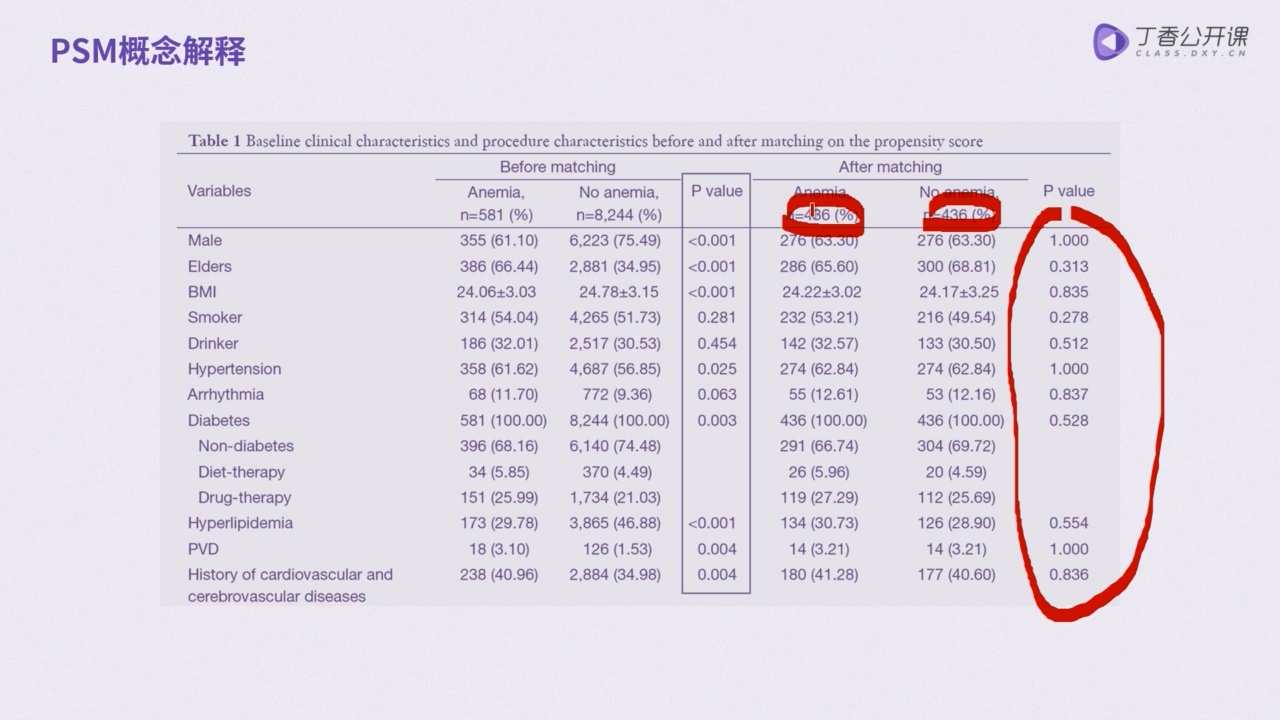 PSM概念解释
丁香公开课
CLASS.DXY.CN
Table 1 Baseline clinical characteristics and procedure characteristics before and after matching on the propensity score
Before matching After matching
Variables Anemia, No anemia, P value Anemia, No anemia, P value
n=581 (%) n=8,244 (%) n=436 (%) n=436 (%)
Male 355 (61.10) 6,223 (75.49) <0.001 276 (63.30) 276 (63.30) 1.000
Elders 386 (66.44) 2,881 (34.95) <0.001 286 (65.60) 300 (68.81) 0.313
BMI 24.06±3.03 24.78±3.15 <0.001 24.22±3.02 24.17±3.25 0.835
Smoker 314 (54.04) 4,265 (51.73) 0.281 232 (53.21) 216 (49.54) 0.278
Drinker 186 (32.01) 2,517 (30.53) 0.454 142 (32.57) 133 (30.50) 0.512
Hypertension 358 (61.62) 4,687 (56.85) 0.025 274 (62.84) 274 (62.84) 1.000
Arrhythmia 68 (11.70) 772 (9.36) 0.063 55 (12.61) 53 (12.16) 0.837
Diabetes 581 (100.00) 8,244 (100.00) 0.003 436 (100.00) 436 (100.00) 0.528
Non-diabetes 396 (68.16) 6,140 (74.48) 291 (66.74) 304 (69.72)
Diet-therapy 34 (5.85) 370 (4.49) 26 (5.96) 20 (4.59)
Drug-therapy 151 (25.99) 1,734 (21.03) 119 (27.29) 112 (25.69)
Hyperlipidemia 173 (29.78) 3,865 (46.88) <0.001 134 (30.73) 126 (28.90) 0.554
PVD 18 (3.10) 126 (1.53) 0.004 14 (3.21) 14 (3.21) 1.000
History of cardiovascular and 238 (40.96) 2,884 (34.98) 0.004 180 (41.28) 177 (40.60) 0.836
cerebrovascular diseases